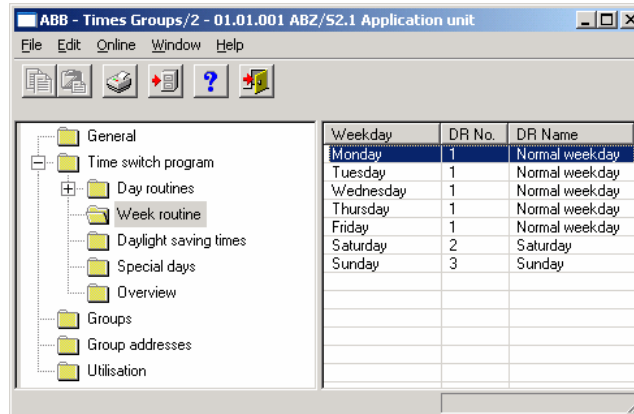 ABB - Times Groups/2 - 01.01.001 ABZ/S2.1 Application unit
File Edit Online Window Help
?
General
Time switch program
Day routines
Week routine
Daylight saving times
Special days
Overview
Groups
Group addresses
Utilisation
Weekday DR No. DR Name
Monday 1 Normal weekday
Tuesday 1 Normal weekday
Wednesday 1 Normal weekday
Thursday 1 Normal weekday
Friday 1 Normal weekday
Saturday 2 Saturday
Sunday 3 Sunday